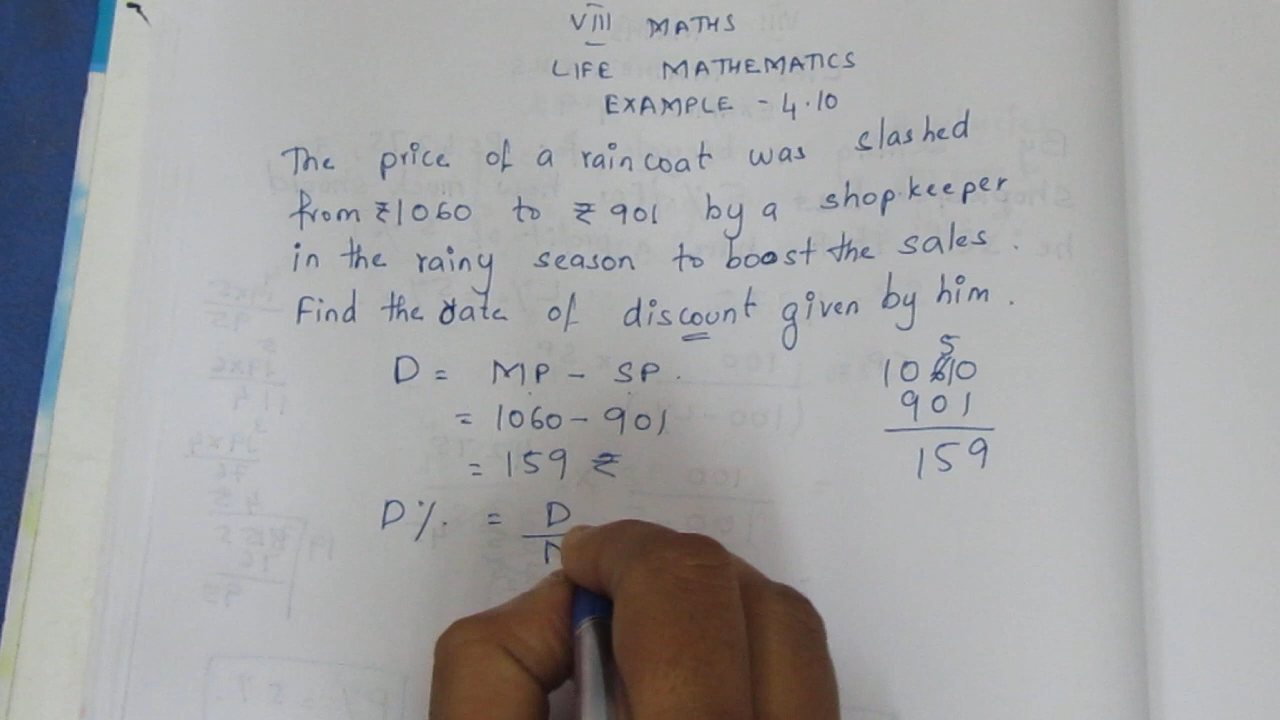 VIII MATHS
LIFE MATHEMATICS
EXAMPLE - 4.10
The price of a raincoat was slashed
from ₹1060 to ₹901 by a shopkeeper
in the rainy season to boost the sales.
Find the rate of discount given by him.
D = MP - SP.
= 1060 - 901
= 159 ₹
D% = D
5
10610
901
159